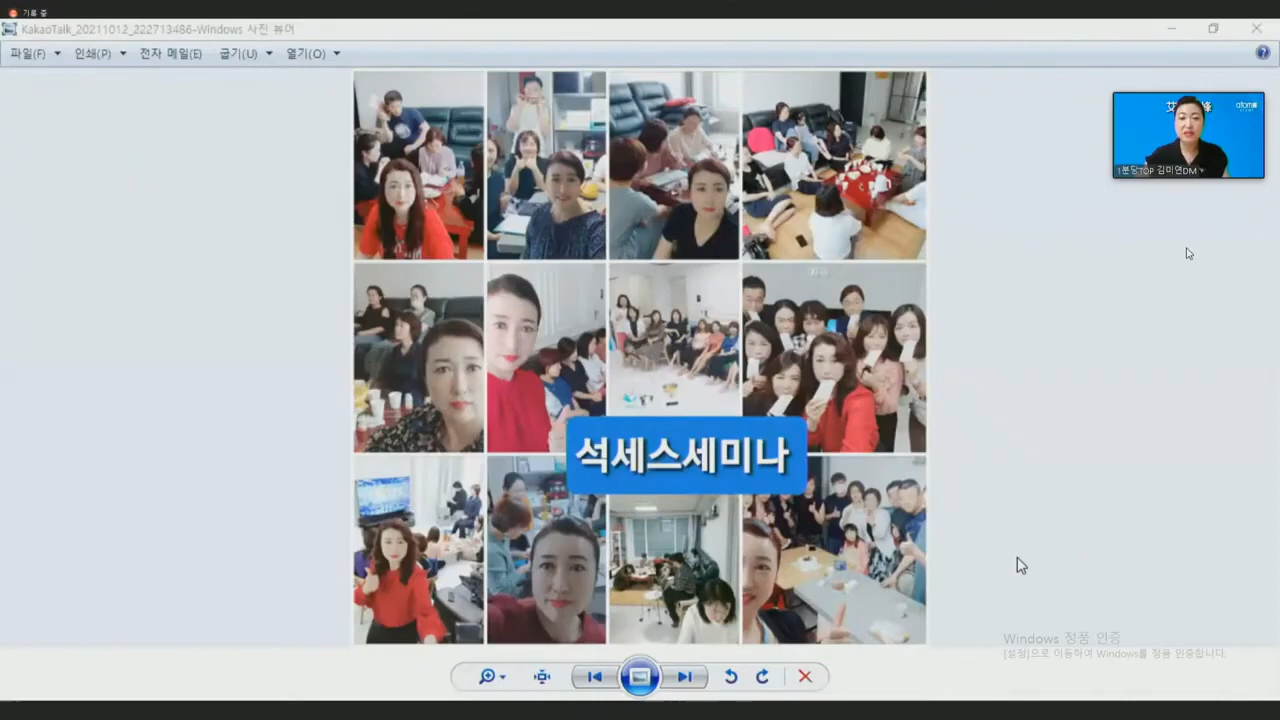 기록 중
KakaoTalk_20211012_222713486-Windows 사진 뷰어
파일(F) 인쇄(P) 전자 메일(E) 굽기(U) 열기(O)
atom
1분당TOP 김미연DM
석세스세미나
Windows 정품 인증
[설정]으로 이동하여 Windows를 정품 인증합니다.